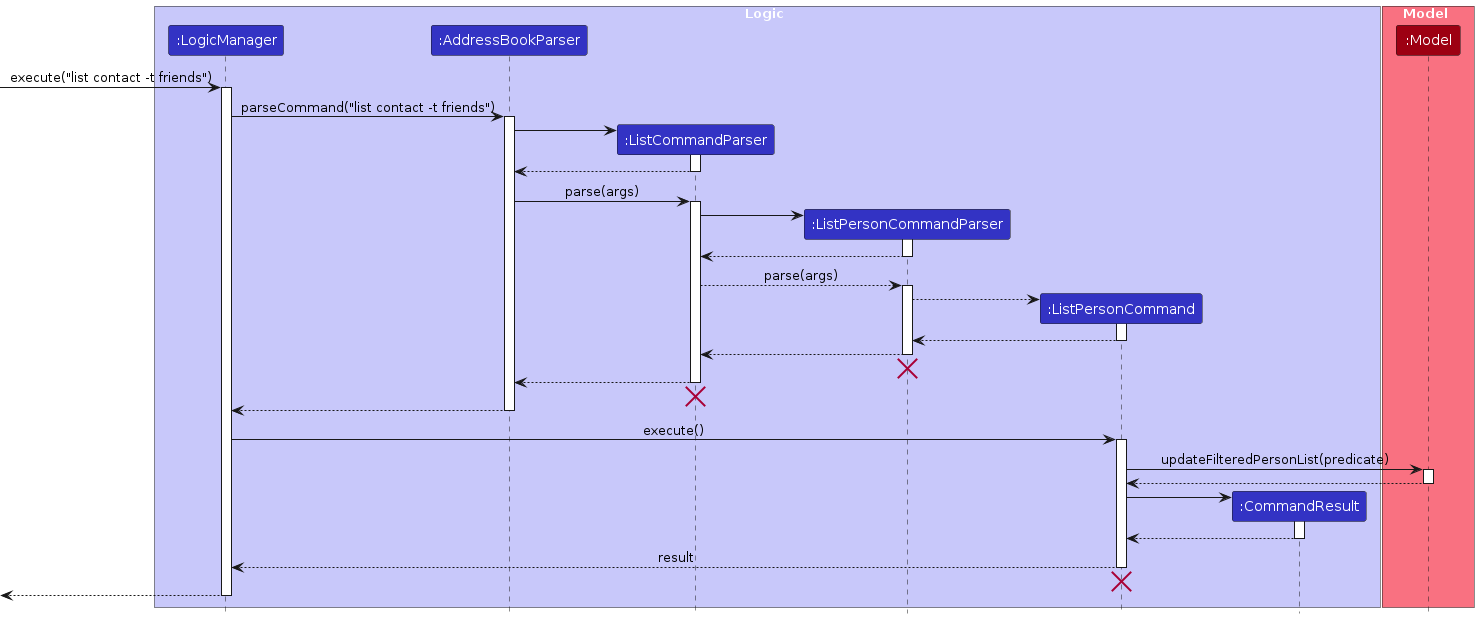 Logic
Model
:LogicManager
:AddressBookParser
:Model
execute("list contact -t friends")
parseCommand("list contact -t friends")
:ListCommandParser
parse(args)
:ListPersonCommandParser
parse(args)
:ListPersonCommand
execute()
updateFilteredPersonList(predicate)
:CommandResult
result